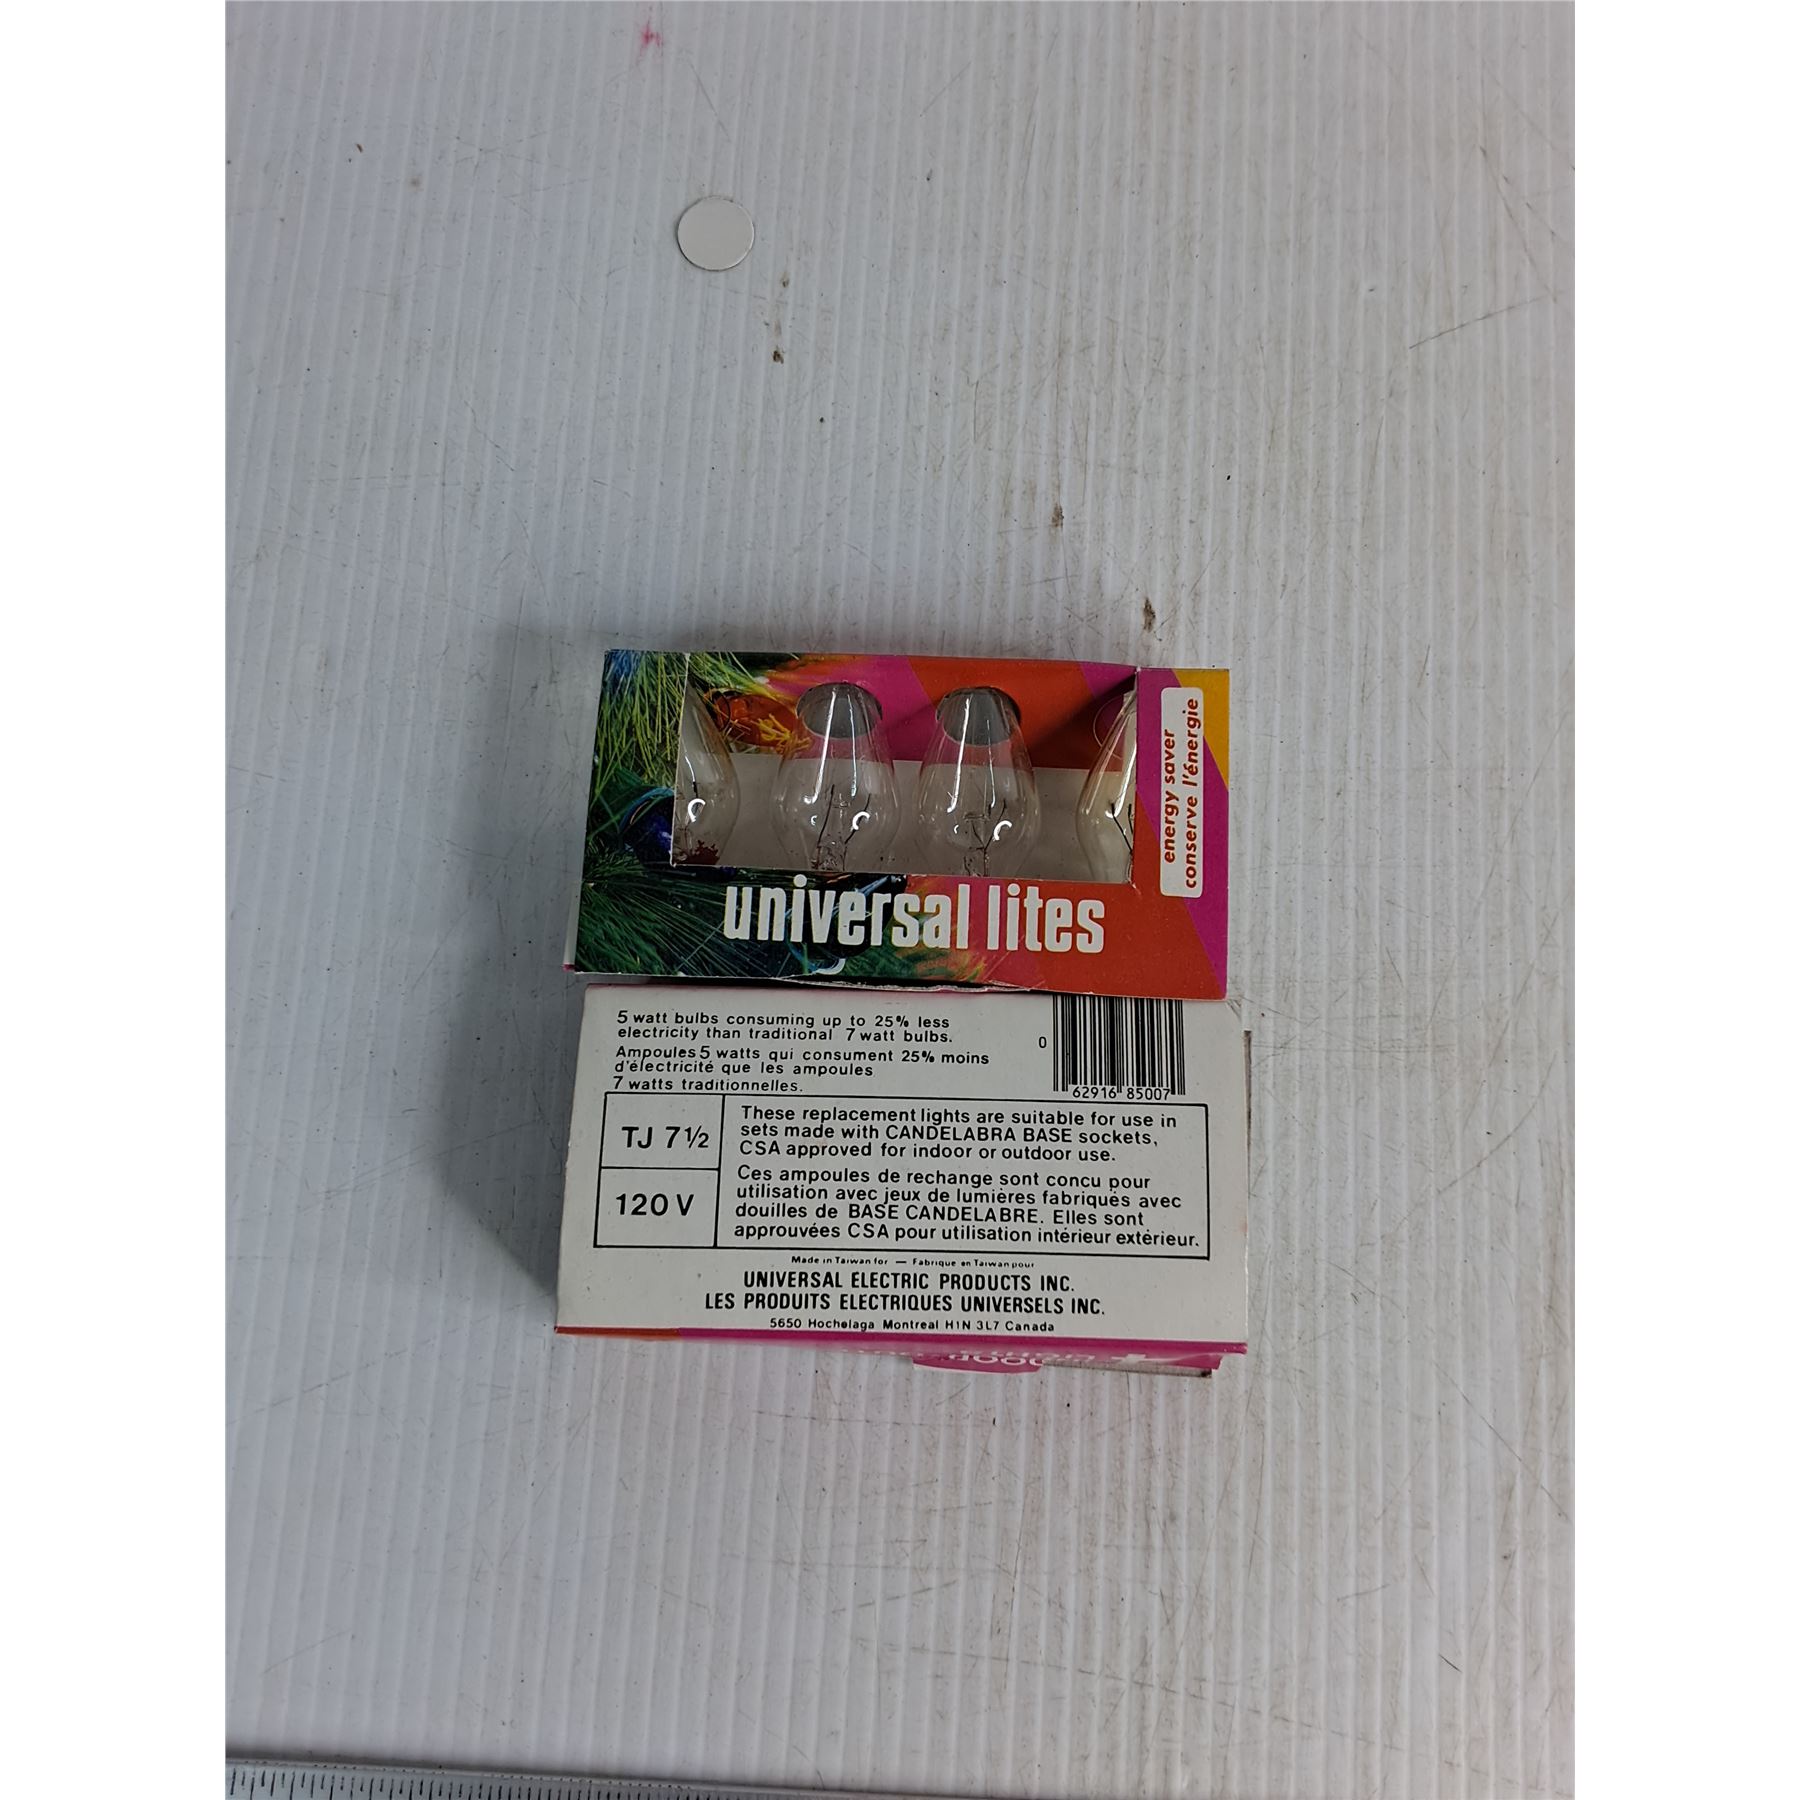 energy saver
conserve l'énergie
universal lites
5 watt bulbs consuming up to 25% less
electricity than traditional 7 watt bulbs.
Ampoules 5 watts qui consument 25% moins
d'électricité que les ampoules
7 watts traditionnelles.
0
62916 85007
TJ 7½
120 V
These replacement lights are suitable for use in
sets made with CANDELABRA BASE sockets,
CSA approved for indoor or outdoor use.
Ces ampoules de rechange sont concu pour
utilisation avec jeux de lumières fabriqués avec
douilles de BASE CANDELABRE. Elles sont
approuvées CSA pour utilisation intérieur extérieur.
Made in Taiwan for — Fabrique en Taiwan pour
UNIVERSAL ELECTRIC PRODUCTS INC.
LES PRODUITS ELECTRIQUES UNIVERSELS INC.
5650 Hochelaga Montreal H1N 3L7 Canada